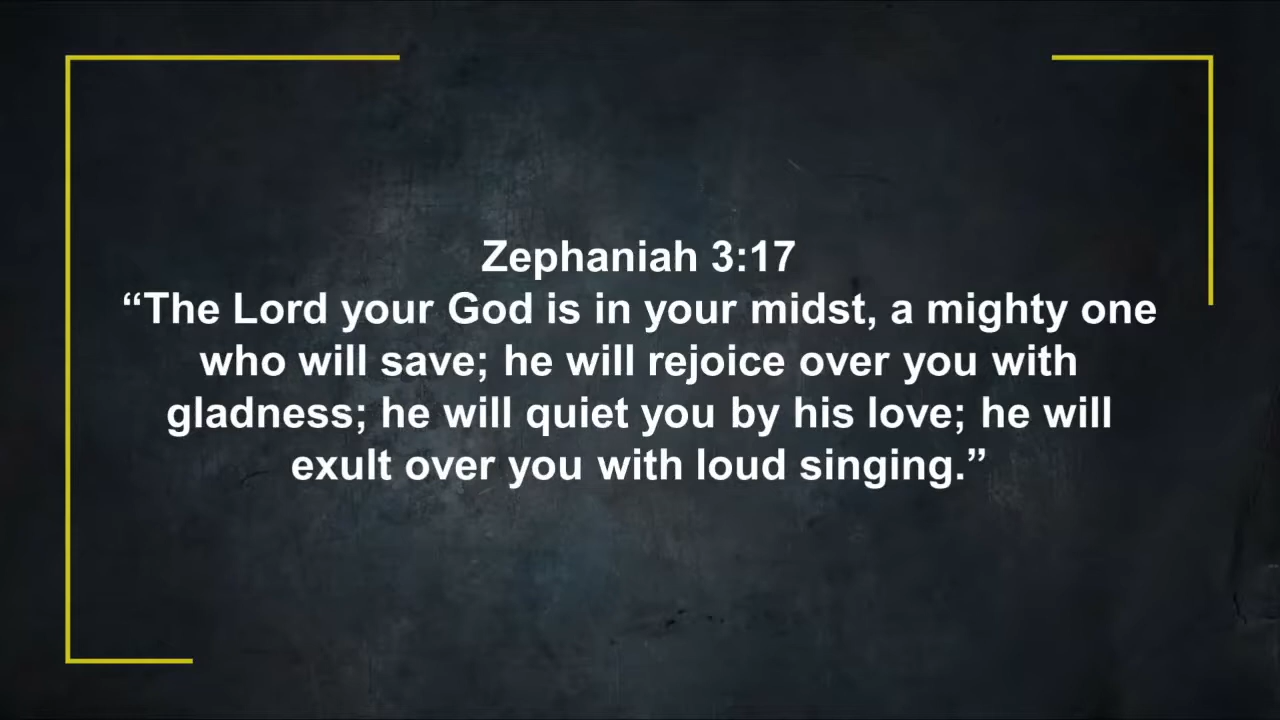 Zephaniah 3:17
“The Lord your God is in your midst, a mighty one
who will save; he will rejoice over you with
gladness; he will quiet you by his love; he will
exult over you with loud singing.”